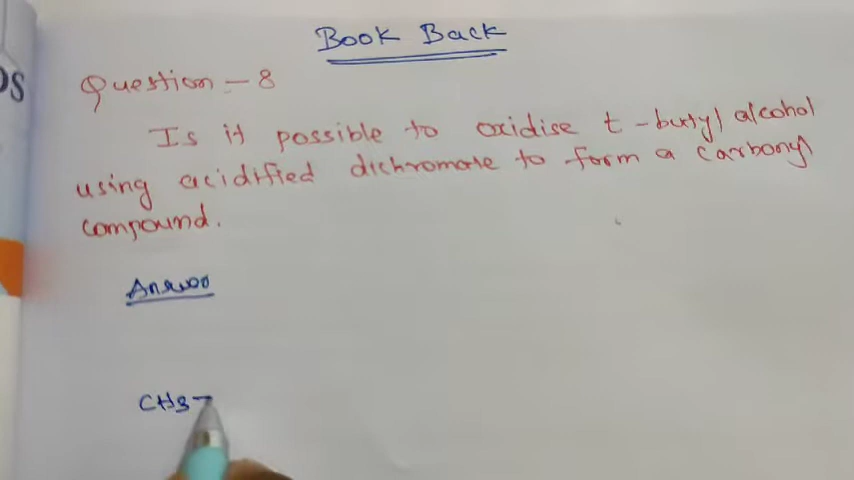 Book Back
Question - 8
Is it possible to oxidise t-butyl alcohol
using acidified dichromate to form a carbonyl
compound.
Answer
CH3-